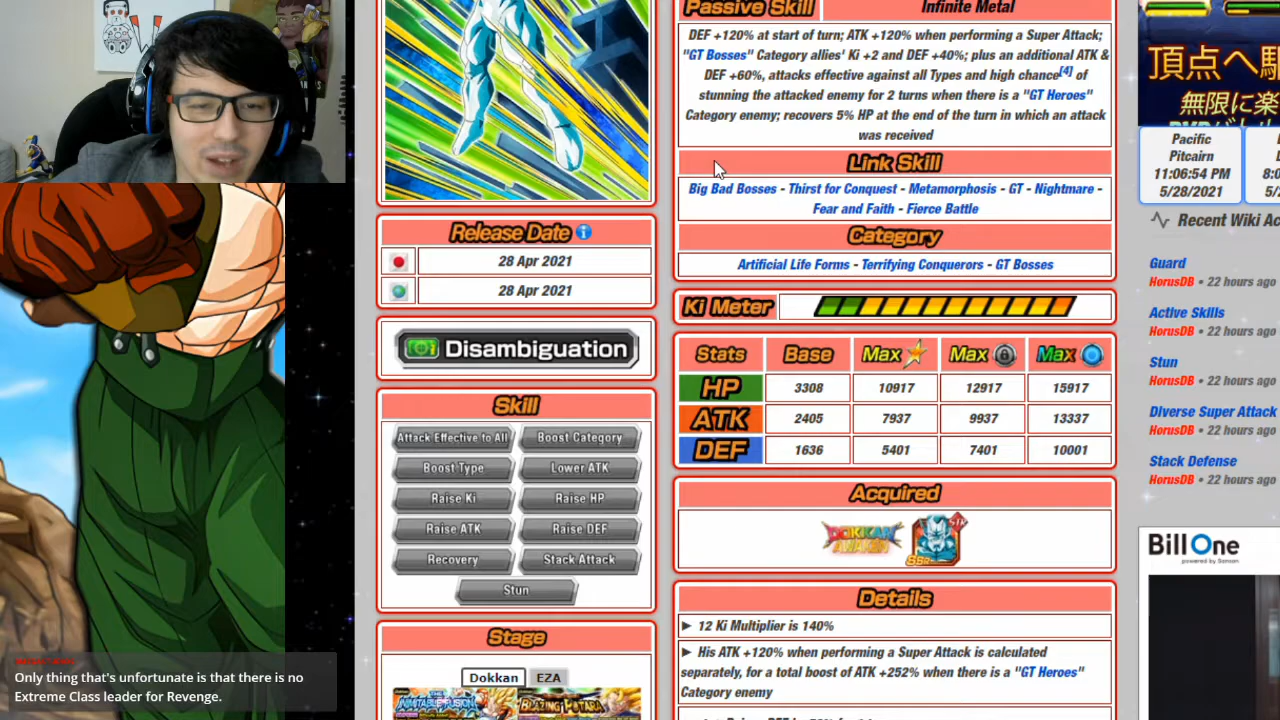 Passive Skill
Infinite Metal
DEF +120% at start of turn; ATK +120% when performing a Super Attack;
"GT Bosses" Category allies' Ki +2 and DEF +40%; plus an additional ATK &
DEF +60%, attacks effective against all Types and high chance[4] of
stunning the attacked enemy for 2 turns when there is a "GT Heroes"
Category enemy; recovers 5% HP at the end of the turn in which an attack
was received
Link Skill
Big Bad Bosses - Thirst for Conquest - Metamorphosis - GT - Nightmare -
Fear and Faith - Fierce Battle
Category
Artificial Life Forms - Terrifying Conquerors - GT Bosses
Ki Meter
Stats Base Max Max Max
HP 3308 10917 12917 15917
ATK 2405 7937 9937 13337
DEF 1636 5401 7401 10001
Acquired
DOKKAN
AWAKEN
STR
SSR
Details
► 12 Ki Multiplier is 140%
► His ATK +120% when performing a Super Attack is calculated
separately, for a total boost of ATK +252% when there is a "GT Heroes"
Category enemy
Release Date
28 Apr 2021
28 Apr 2021
Disambiguation
Skill
Attack Effective to All
Boost Category
Boost Type
Lower ATK
Raise Ki
Raise HP
Raise ATK
Raise DEF
Recovery
Stack Attack
Stun
Stage
Dokkan
EZA
BLAZING POTARA
Only thing that's unfortunate is that there is no
Extreme Class leader for Revenge.
頂点へ駆
無限に楽
Pacific
Pitcairn
11:06:54 PM
5/28/2021
Recent Wiki Ac
Guard
HorusDB • 22 hours ago
Active Skills
HorusDB • 22 hours ago
Stun
HorusDB • 22 hours ago
Diverse Super Attack
HorusDB • 22 hours ago
Stack Defense
HorusDB • 22 hours ago
Bill One
powered by Sansan